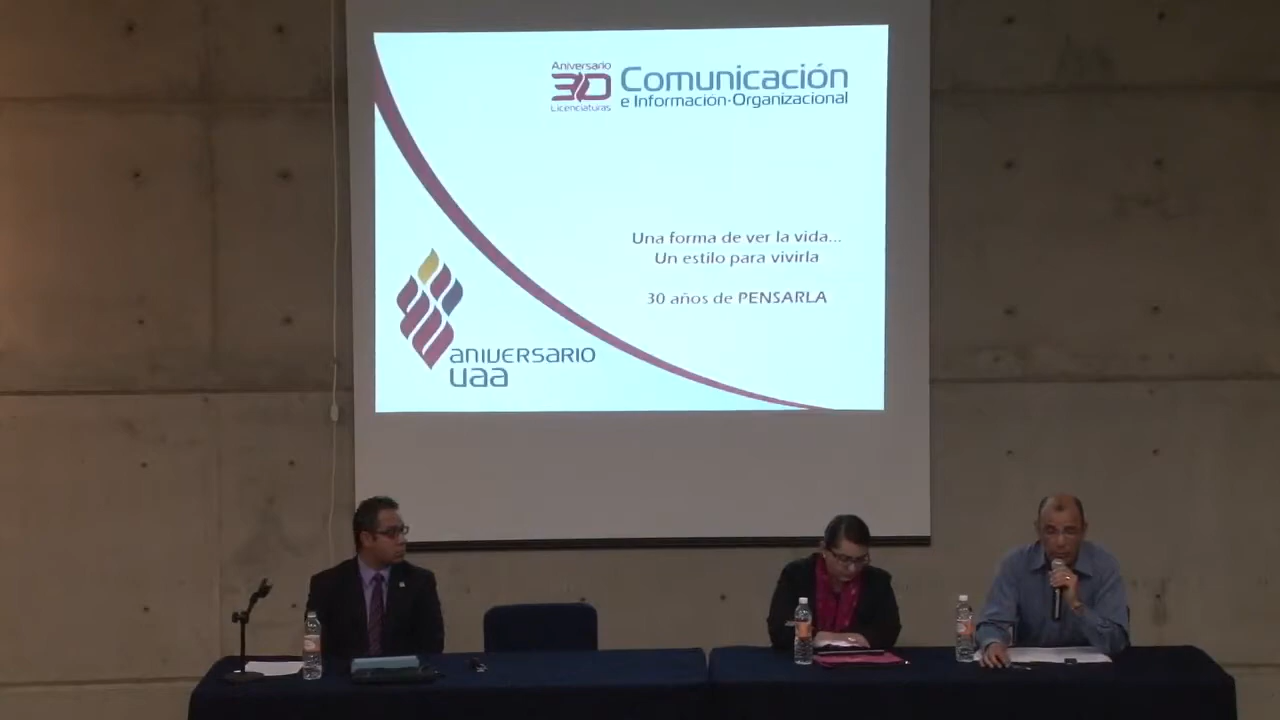 Aniversario
30
Licenciaturas
Comunicación
e Información-Organizacional
Una forma de ver la vida...
Un estilo para vivirla
30 años de PENSARLA
ANIVERSARIO
UAA